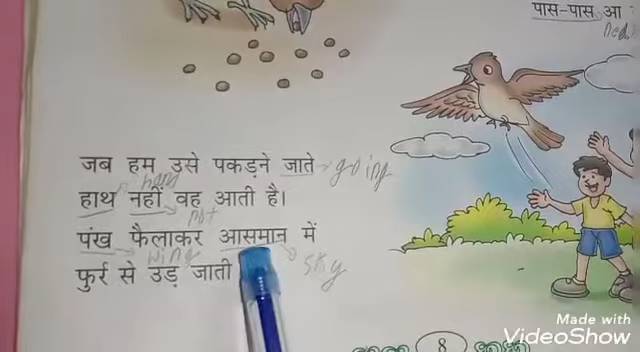 पास-पास आ
जब हम उसे पकड़ने जाते going
hand
हाथ नहीं वह आती है।
not
पंख फैलाकर आसमान में
wing
sky
फुर्र से उड़ जाती
8
Made with
VideoShow